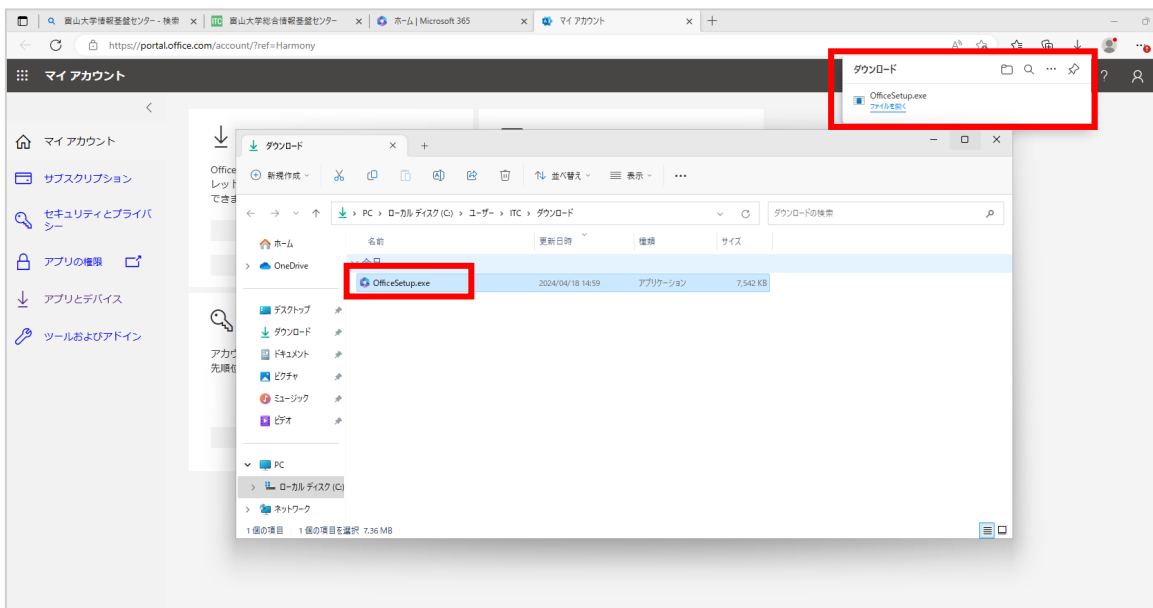 富山大学情報基盤センター - 検索
富山大学総合情報基盤センター
ホーム | Microsoft 365
マイ アカウント
https://portal.office.com/account/?ref=Harmony
マイ アカウント
?
ダウンロード
OfficeSetup.exe
ファイルを開く
マイ アカウント
サブスクリプション
セキュリティとプライバ
シー
アプリの権限
アプリとデバイス
ツールおよびアドイン
Office
レット
できま
アカウ
先順位
ダウンロード
新規作成
並べ替え
表示
PC › ローカル ディスク (C:) › ユーザー › ITC › ダウンロード
ダウンロードの検索
名前 更新日時 種類 サイズ
今日
OfficeSetup.exe 2024/04/18 14:59 アプリケーション 7,542 KB
ホーム
OneDrive
デスクトップ
ダウンロード
ドキュメント
ピクチャ
ミュージック
ビデオ
PC
ローカル ディスク (C:)
ネットワーク
1 個の項目 1 個の項目を選択 7.36 MB